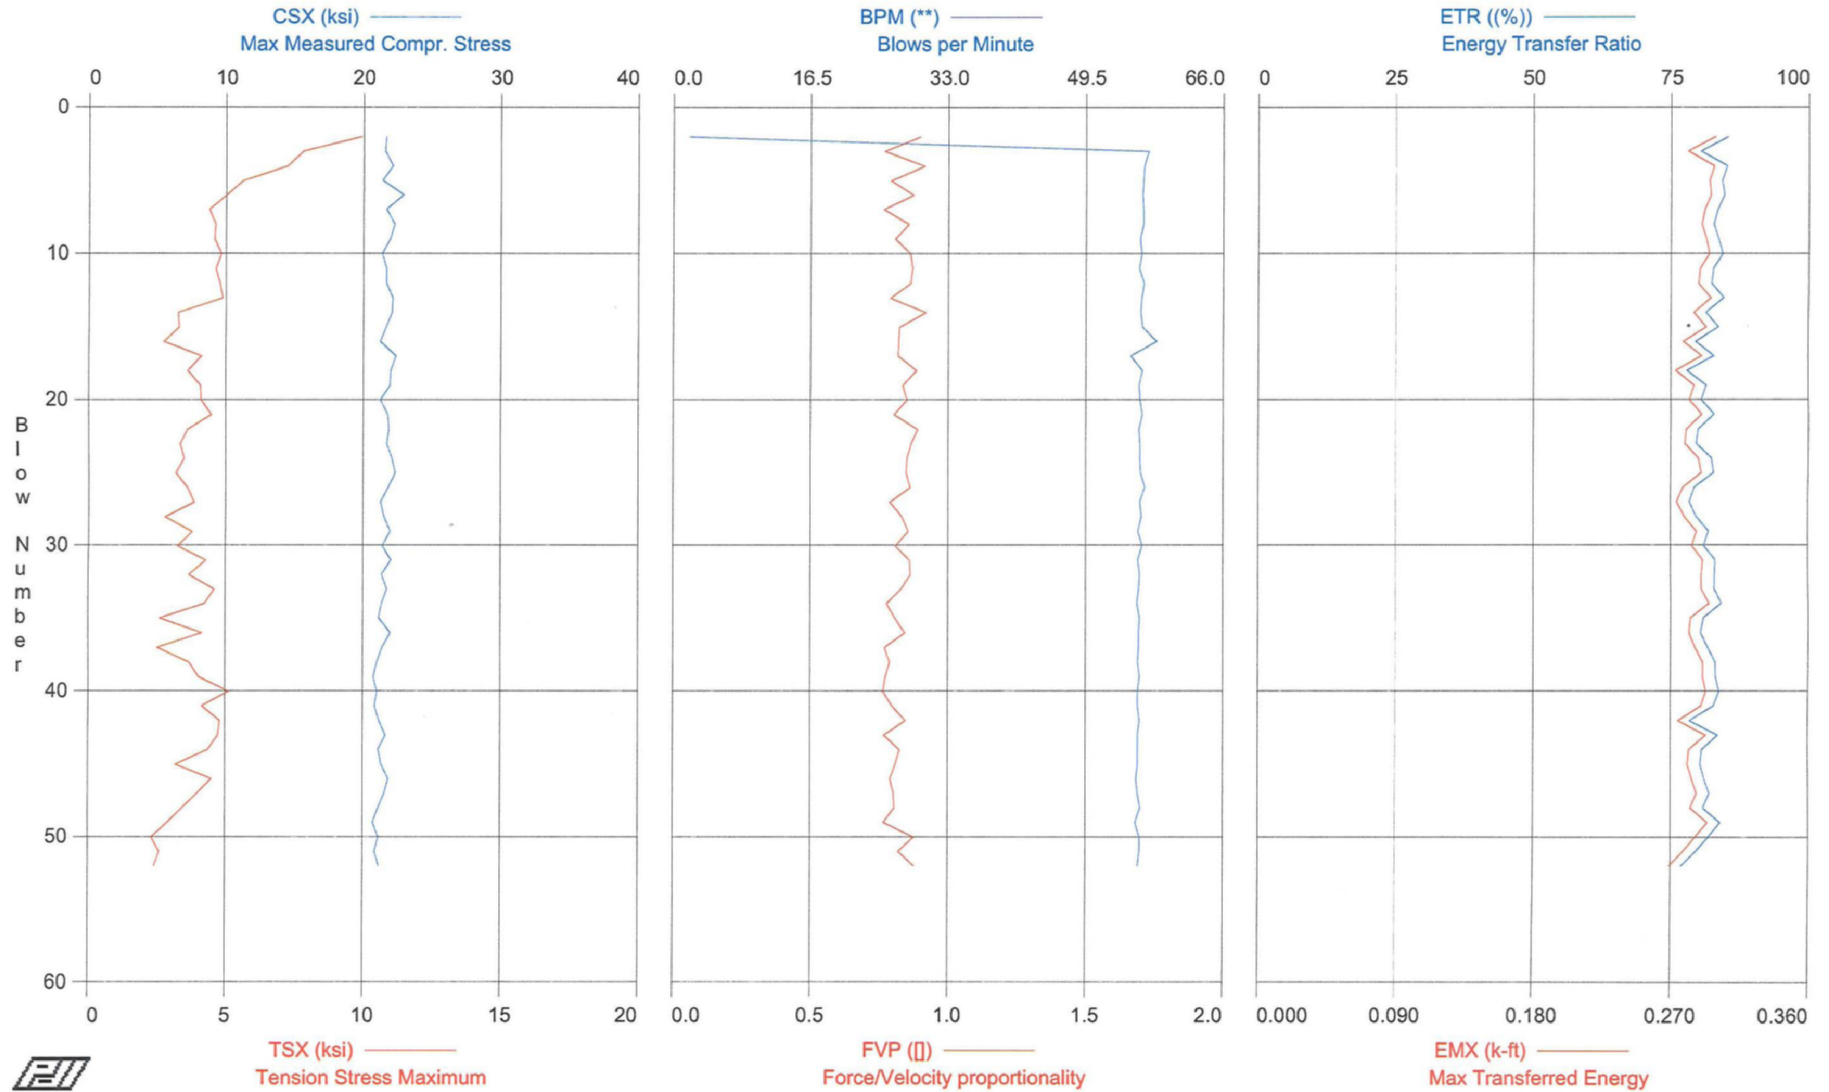 CSX (ksi)
Max Measured Compr. Stress
BPM (**)
Blows per Minute
ETR ((%))
Energy Transfer Ratio
0 10 20 30 40
0.0 16.5 33.0 49.5 66.0
0 25 50 75 100
0
10
20
30
40
50
60
Blow Number
0 5 10 15 20
0.0 0.5 1.0 1.5 2.0
0.000 0.090 0.180 0.270 0.360
TSX (ksi)
Tension Stress Maximum
FVP ([])
Force/Velocity proportionality
EMX (k-ft)
Max Transferred Energy